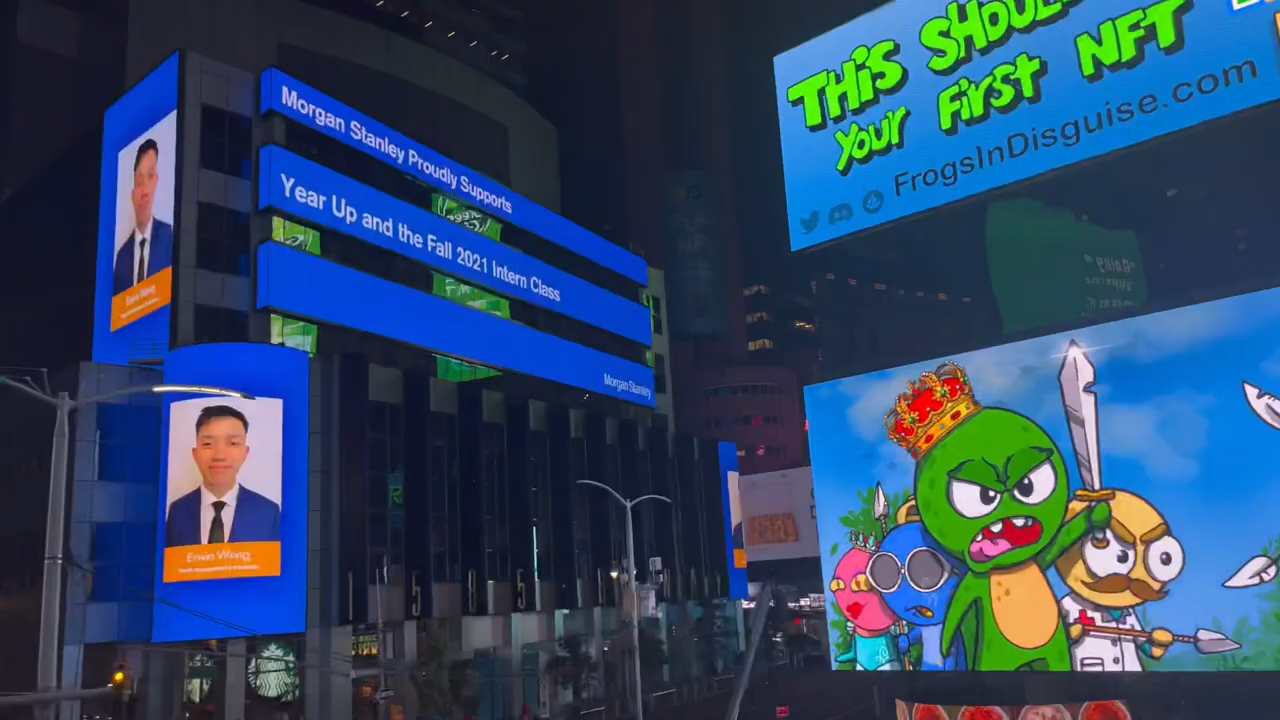 Morgan Stanley Proudly Supports
Year Up and the Fall 2021 Intern Class
Morgan Stanley
Erwin Wong
THiS SHOUL
YOUR FiRST NFT
FrogsInDisguise.com